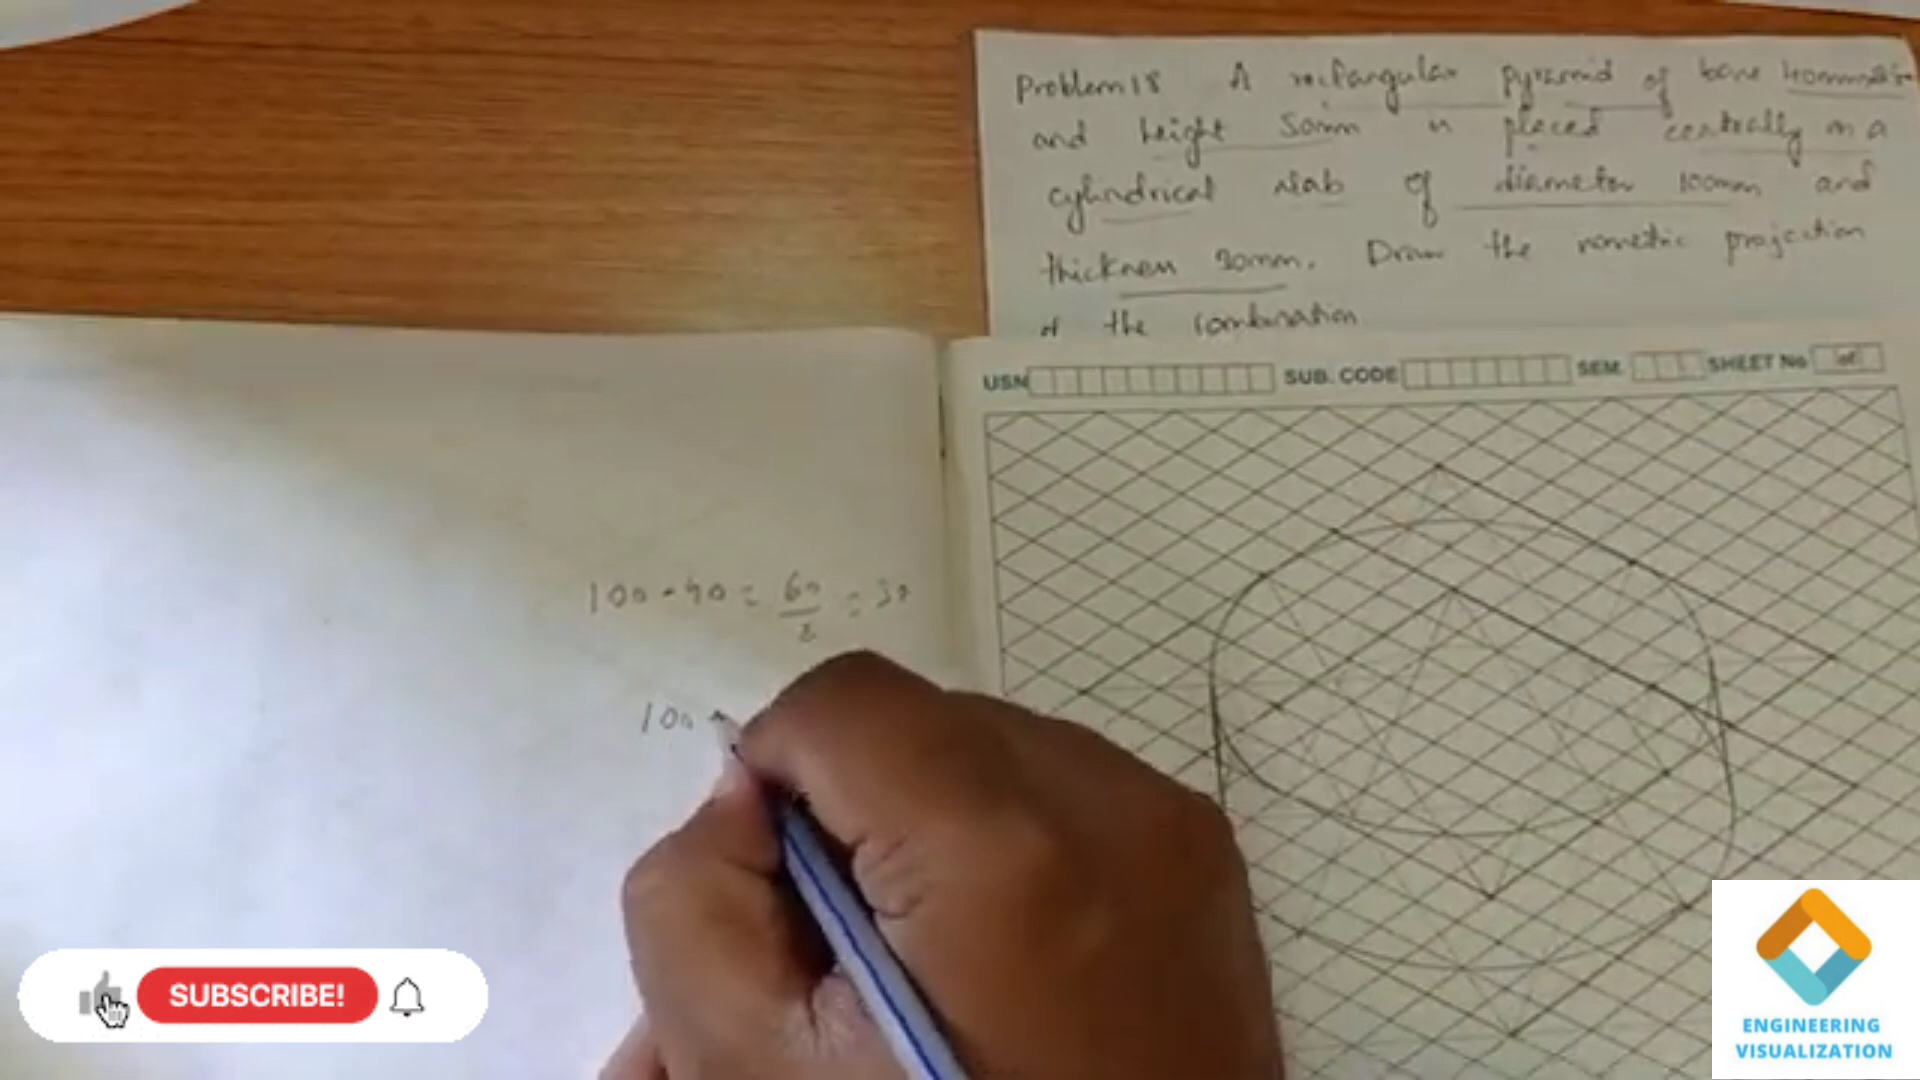 Problem 18 A rectangular pyramid of base
and height 50mm is placed centrally on a
cylindrical slab of diameter 100mm and
thickness 30mm. Draw the isometric projection
of the combination
USN SUB. CODE SEM SHEET No of
100 - 40 = 60/2 = 30
100 -
SUBSCRIBE!
ENGINEERING
VISUALIZATION